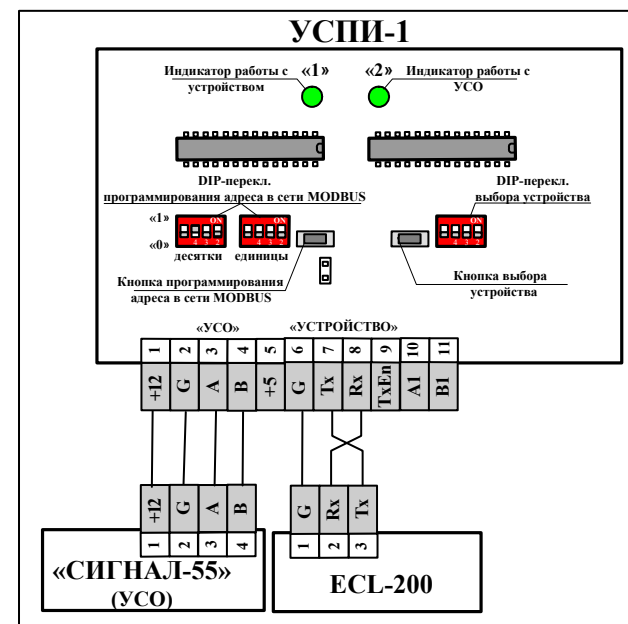 УСПИ-1
Индикатор работы с устройством
«1»
«2»
Индикатор работы с УСО
DIP-перекл. программирования адреса в сети MODBUS
DIP-перекл. выбора устройства
«1»
«0»
ON
4 3 2
ON
4 3 2
ON
4 3 2
десятки
единицы
Кнопка программирования адреса в сети MODBUS
Кнопка выбора устройства
«УСО»
«УСТРОЙСТВО»
1 2 3 4 5 6 7 8 9 10 11
+12 G A B +5 G Tx Rx TxEn A1 B1
+12 G A B
1 2 3 4
G Rx Tx
1 2 3
«СИГНАЛ-55»
(УСО)
ECL-200